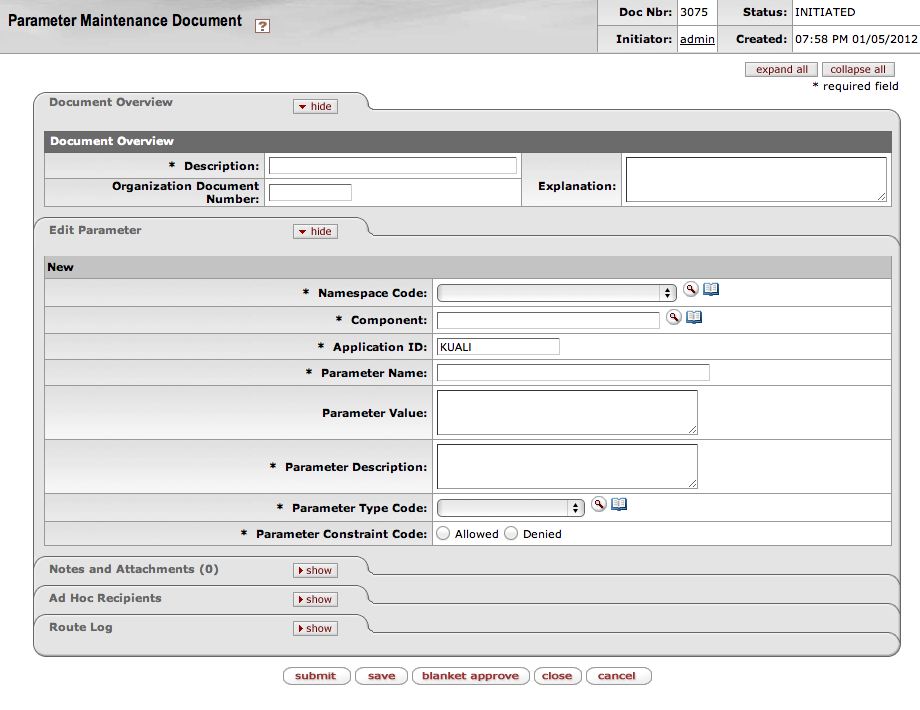 Parameter Maintenance Document ?
Doc Nbr: 3075 Status: INITIATED
Initiator: admin Created: 07:58 PM 01/05/2012
expand all collapse all
* required field
Document Overview hide
Document Overview
* Description:
Organization Document
Number:
Explanation:
Edit Parameter hide
New
* Namespace Code:
* Component:
* Application ID: KUALI
* Parameter Name:
Parameter Value:
* Parameter Description:
* Parameter Type Code:
* Parameter Constraint Code: Allowed Denied
Notes and Attachments (0) show
Ad Hoc Recipients show
Route Log show
submit save blanket approve close cancel